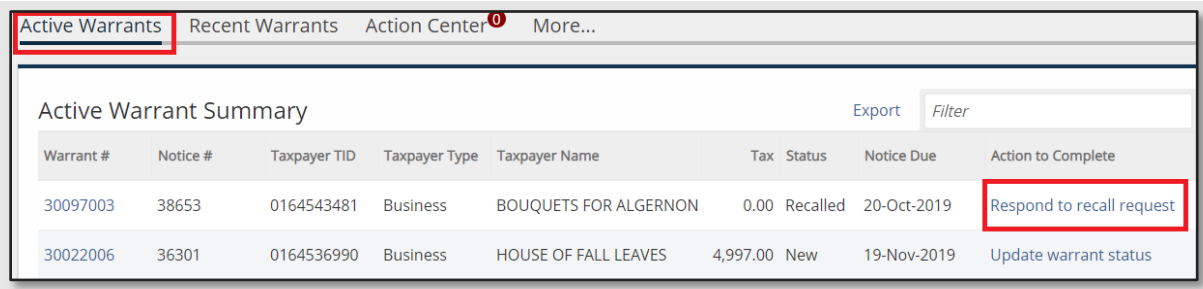 Active Warrants Recent Warrants Action Center 0 More...
Active Warrant Summary Export Filter
Warrant # Notice # Taxpayer TID Taxpayer Type Taxpayer Name Tax Status Notice Due Action to Complete
30097003 38653 0164543481 Business BOUQUETS FOR ALGERNON 0.00 Recalled 20-Oct-2019 Respond to recall request
30022006 36301 0164536990 Business HOUSE OF FALL LEAVES 4,997.00 New 19-Nov-2019 Update warrant status